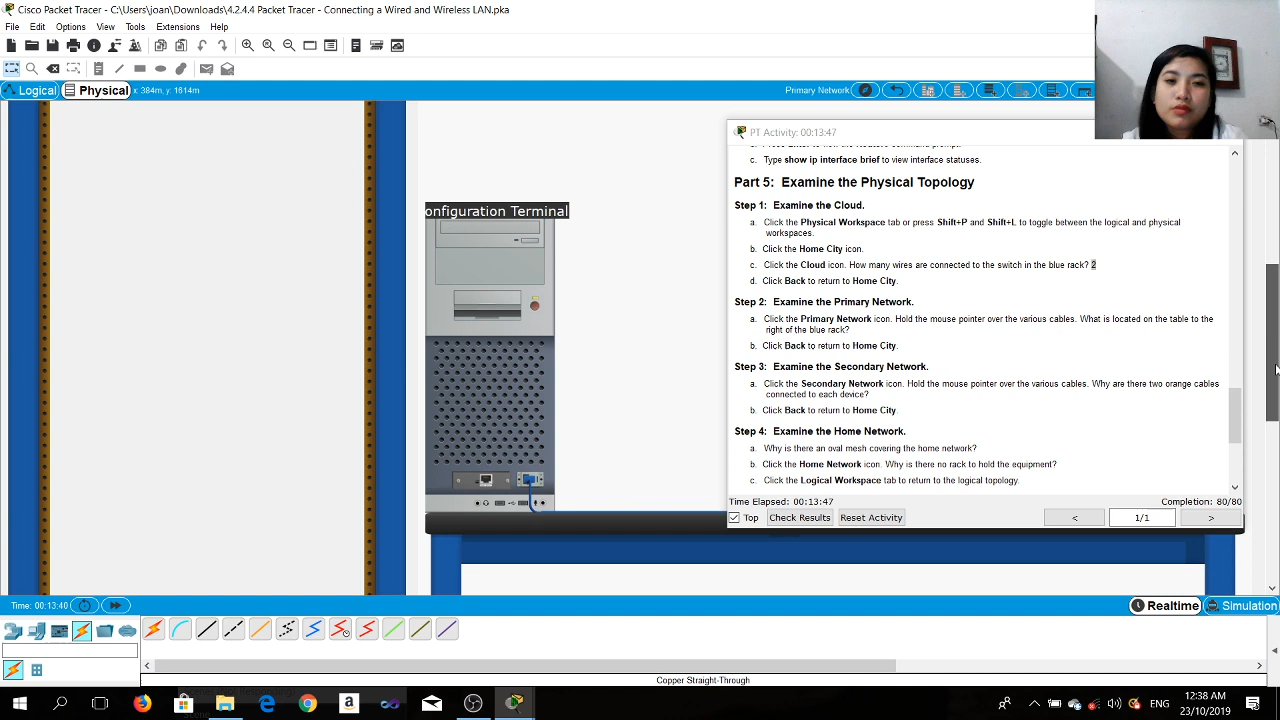 Cisco Packet Tracer - C:\Users\joan\Downloads\4.2.4.4 Packet Tracer - Connecting a Wired and Wireless LAN.pka
File Edit Options View Tools Extensions Help
Logical Physical x: 384m, y: 1614m Primary Network
PT Activity: 00:13:47
c. Type show ip interface brief to view interface statuses.
Part 5: Examine the Physical Topology
Step 1: Examine the Cloud.
a. Click the Physical Workspace tab or press Shift+P and Shift+L to toggle between the logical and physical
workspaces.
b. Click the Home City icon.
c. Click the Cloud icon. How many wires are connected to the switch in the blue rack? 2
d. Click Back to return to Home City.
Step 2: Examine the Primary Network.
a. Click the Primary Network icon. Hold the mouse pointer over the various cables. What is located on the table to the
right of the blue rack?
b. Click Back to return to Home City.
Step 3: Examine the Secondary Network.
a. Click the Secondary Network icon. Hold the mouse pointer over the various cables. Why are there two orange cables
connected to each device?
b. Click Back to return to Home City.
Step 4: Examine the Home Network.
a. Why is there an oval mesh covering the home network?
b. Click the Home Network icon. Why is there no rack to hold the equipment?
c. Click the Logical Workspace tab to return to the logical topology.
Time Elapsed: 00:13:47 Completion: 80/80
Top Check Results Reset Activity < 1/1 >
onfiguration Terminal
Time: 00:13:40 Realtime Simulation
Copper Straight-Through
ENG
12:38 AM
23/10/2019